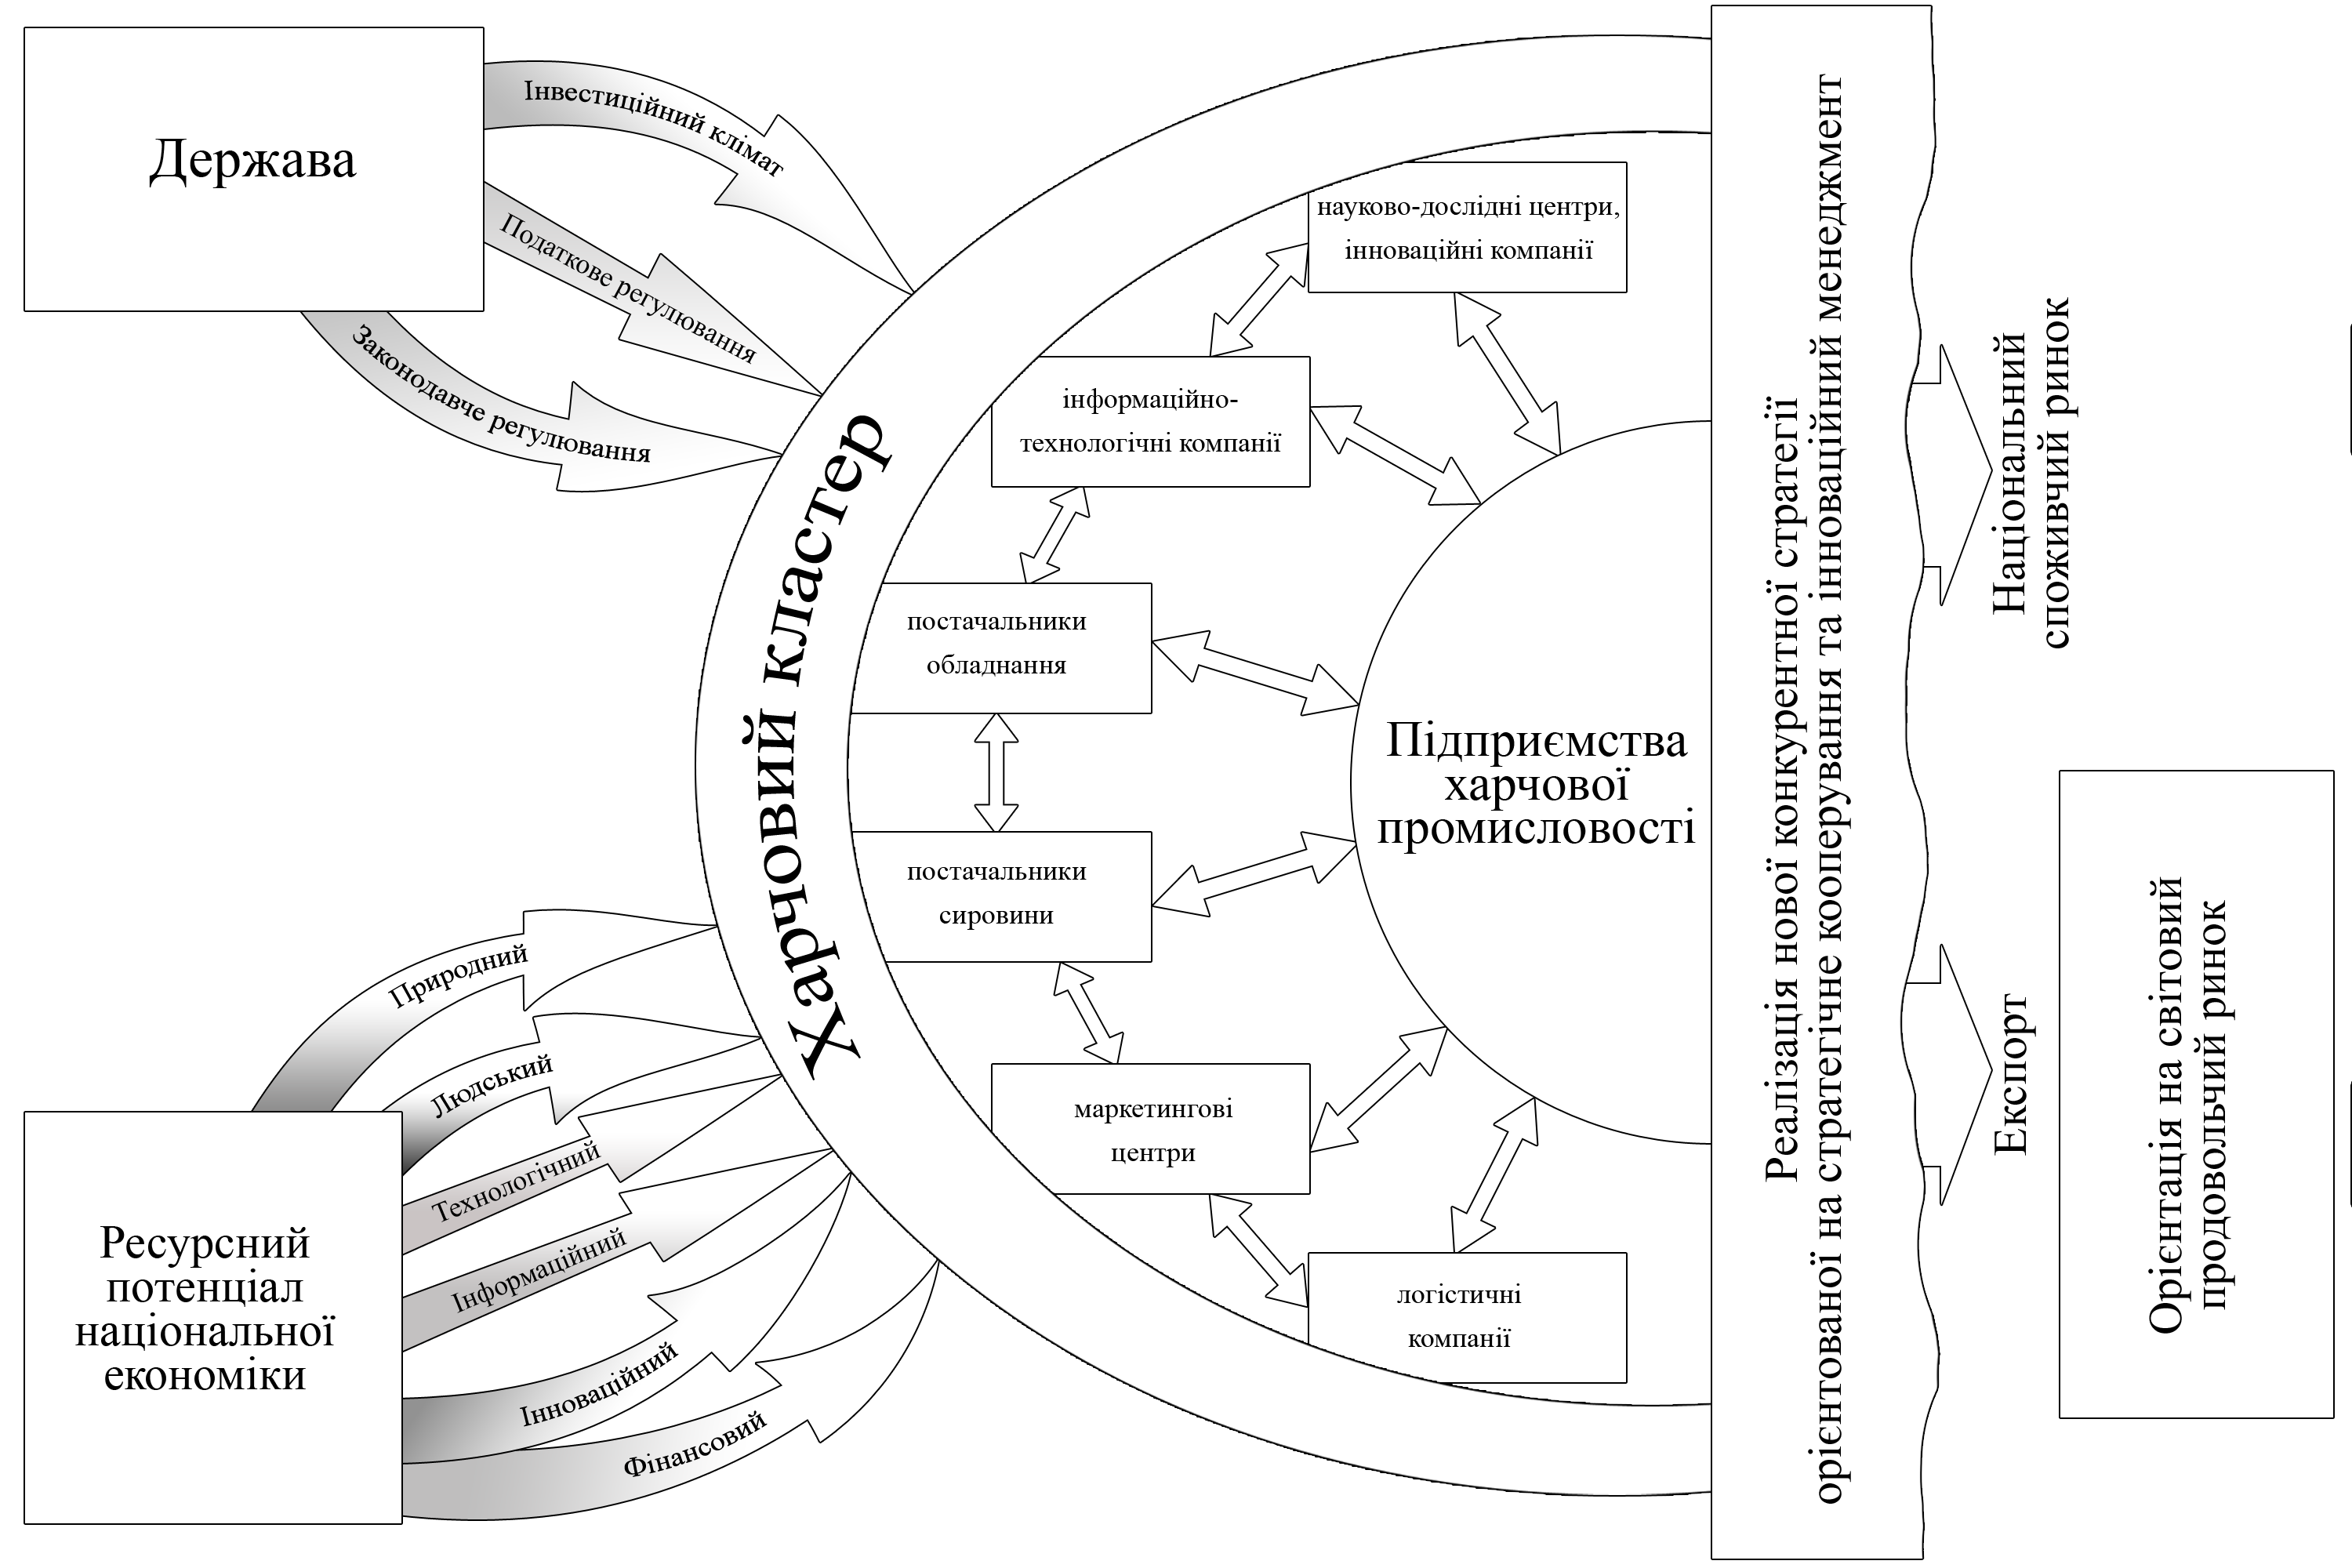 Держава
Інвестиційний клімат
Податкове регулювання
Законодавче регулювання
Харчовий кластер
науково-дослідні центри,
інноваційні компанії
інформаційно-
технологічні компанії
постачальники
обладнання
постачальники
сировини
маркетингові
центри
логістичні
компанії
Підприємства
харчової
промисловості
Природний
Людський
Технологічний
Інформаційний
Інноваційний
Фінансовий
Ресурсний
потенціал
національної
економіки
Реалізація нової конкурентної стратегії
орієнтованої на стратегічне кооперування та інноваційний менеджмент
Національний
споживчий ринок
Експорт
Орієнтація на світовий
продовольчий ринок